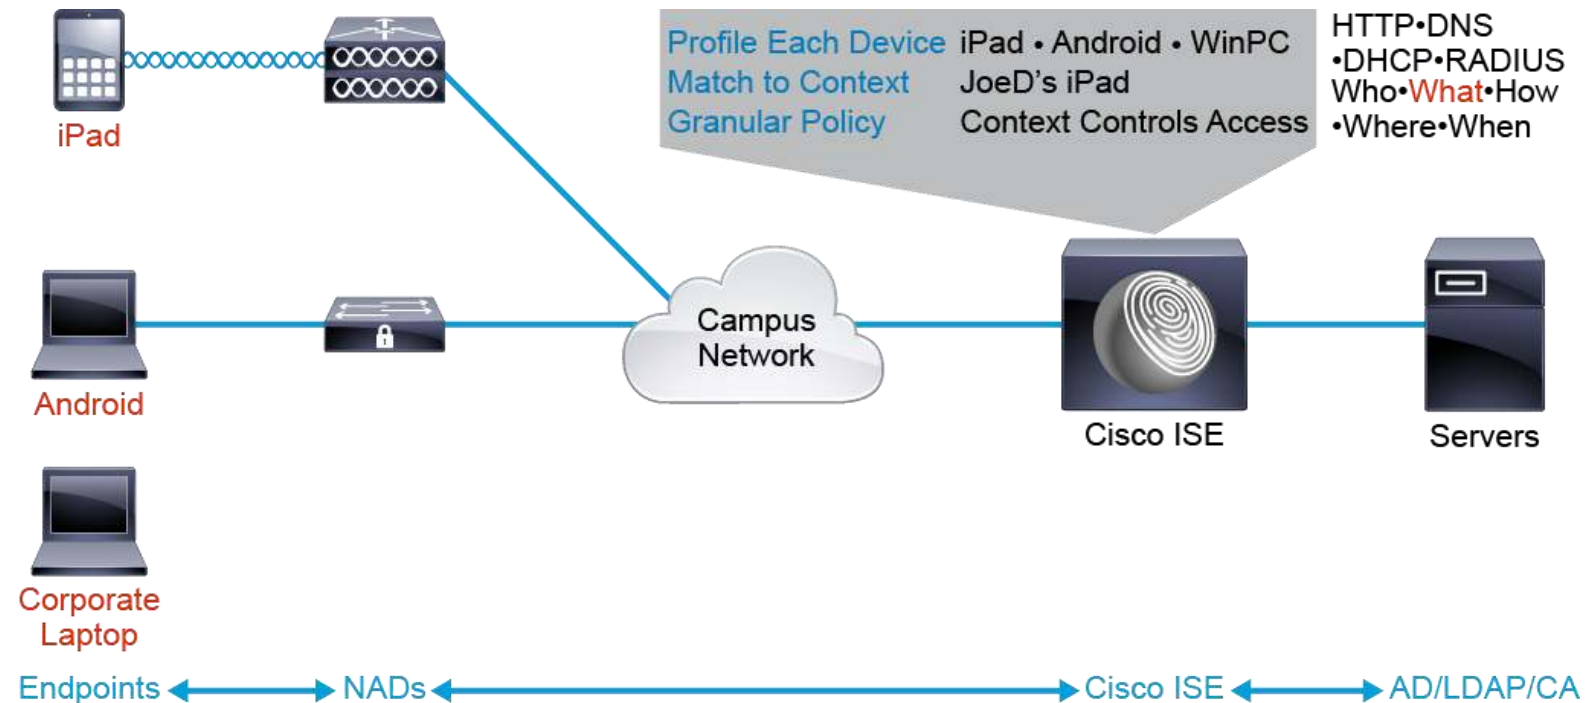 Profile Each Device iPad • Android • WinPC
Match to Context JoeD's iPad
Granular Policy Context Controls Access
HTTP•DNS
•DHCP•RADIUS
Who•What•How
•Where•When
iPad
Campus
Network
Android
Cisco ISE
Servers
Corporate
Laptop
Endpoints NADs Cisco ISE AD/LDAP/CA